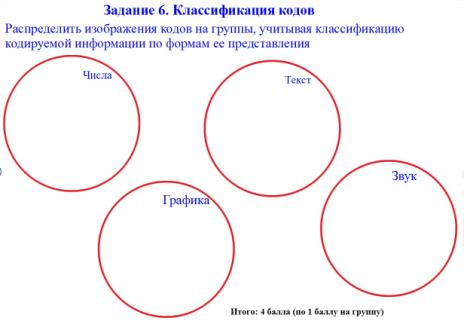 Задание 6. Классификация кодов
Распределить изображения кодов на группы, учитывая классификацию
кодируемой информации по формам ее представления
Числа
Текст
Звук
Графика
Итого: 4 балла (по 1 баллу на группу)